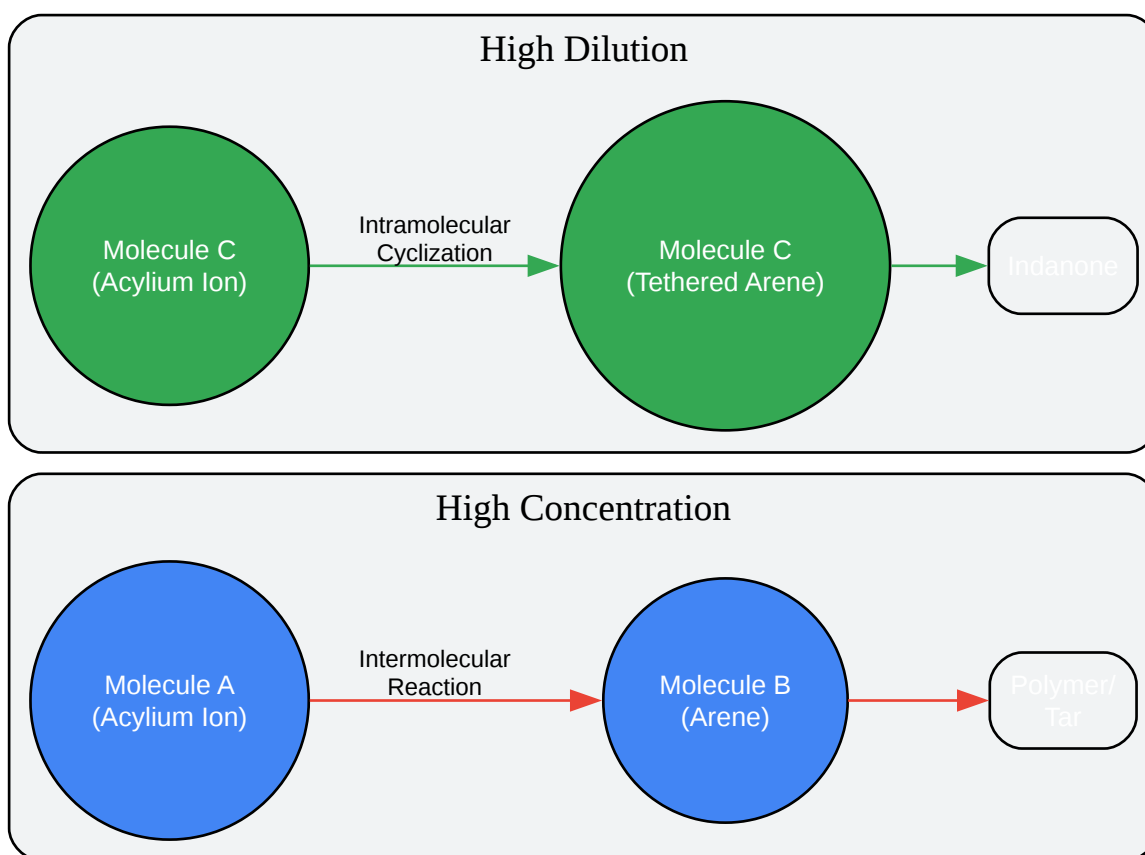 High Dilution
Molecule C
(Acylium Ion)
Intramolecular
Cyclization
Molecule C
(Tethered Arene)
Indanone
High Concentration
Molecule A
(Acylium Ion)
Intermolecular
Reaction
Molecule B
(Arene)
Polymer/
Tar